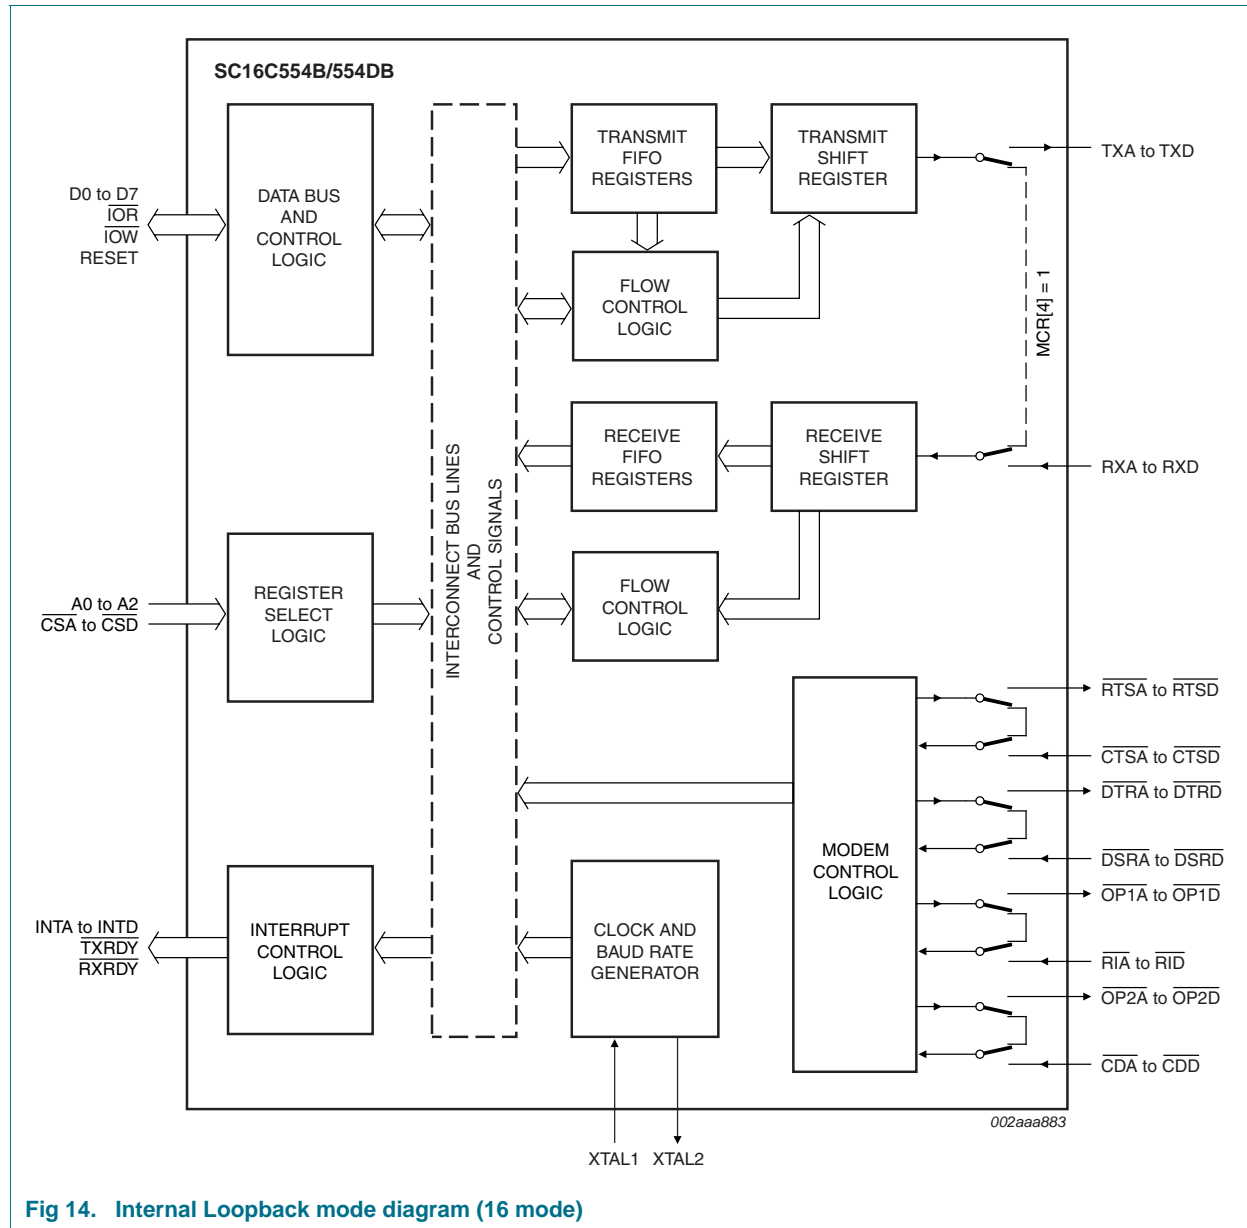 SC16C554B/554DB
D0 to D7
IOR
IOW
RESET
DATA BUS
AND
CONTROL
LOGIC
TRANSMIT
FIFO
REGISTERS
TRANSMIT
SHIFT
REGISTER
TXA to TXD
FLOW
CONTROL
LOGIC
MCR[4] = 1
INTERCONNECT BUS LINES
AND
CONTROL SIGNALS
RECEIVE
FIFO
REGISTERS
RECEIVE
SHIFT
REGISTER
RXA to RXD
A0 to A2
CSA to CSD
REGISTER
SELECT
LOGIC
FLOW
CONTROL
LOGIC
RTSA to RTSD
CTSA to CTSD
DTRA to DTRD
MODEM
CONTROL
LOGIC
DSRA to DSRD
OP1A to OP1D
RIA to RID
OP2A to OP2D
CDA to CDD
INTA to INTD
TXRDY
RXRDY
INTERRUPT
CONTROL
LOGIC
CLOCK AND
BAUD RATE
GENERATOR
002aaa883
XTAL1 XTAL2
Fig 14. Internal Loopback mode diagram (16 mode)